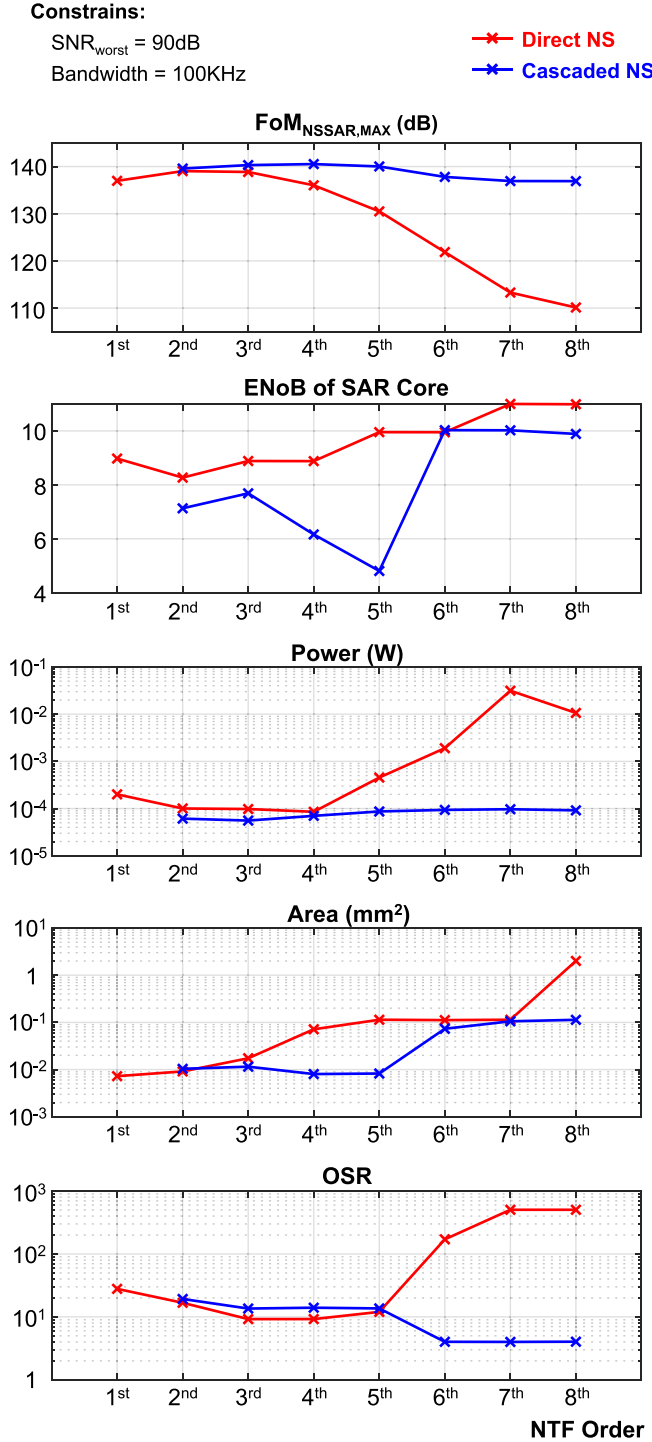 Constrains:
SNRworst = 90dB
Bandwidth = 100KHz
Direct NS
Cascaded NS
FoMNSSAR,MAX (dB)
140
130
120
110
1st 2nd 3rd 4th 5th 6th 7th 8th
ENoB of SAR Core
10
8
6
4
1st 2nd 3rd 4th 5th 6th 7th 8th
Power (W)
10-1
10-2
10-3
10-4
10-5
1st 2nd 3rd 4th 5th 6th 7th 8th
Area (mm2)
101
1
10-1
10-2
10-3
1st 2nd 3rd 4th 5th 6th 7th 8th
OSR
103
102
101
1
1st 2nd 3rd 4th 5th 6th 7th 8th
NTF Order